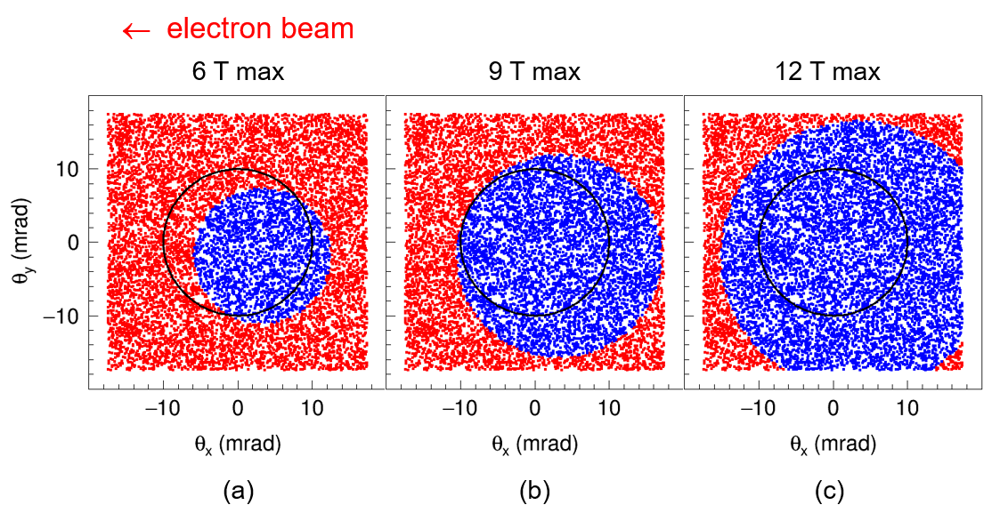 ← electron beam
6 T max 9 T max 12 T max
10
0
−10
θy (mrad)
−10 0 10 −10 0 10 −10 0 10
θx (mrad) θx (mrad) θx (mrad)
(a) (b) (c)